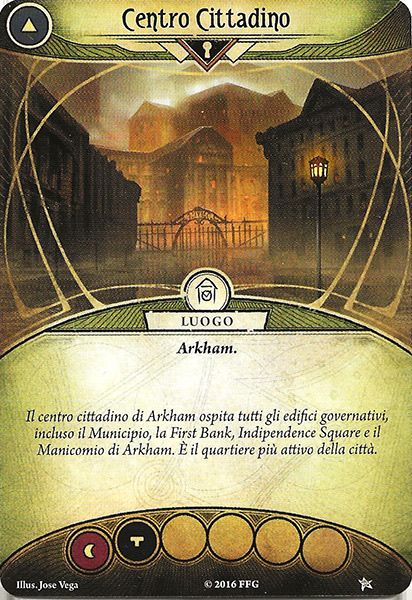 Centro Cittadino
LUOGO
Arkham.
Il centro cittadino di Arkham ospita tutti gli edifici governativi,
incluso il Municipio, la First Bank, Indipendence Square e il
Manicomio di Arkham. È il quartiere più attivo della città.
Illus. Jose Vega
© 2016 FFG